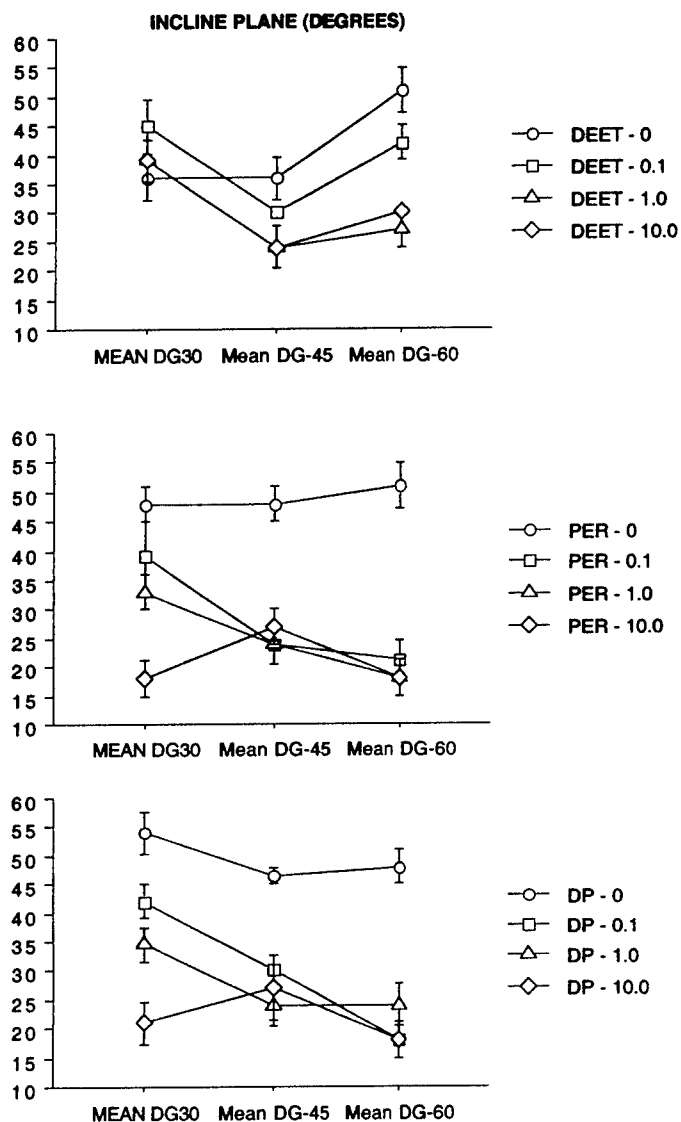 INCLINE PLANE (DEGREES)
60
55
50
45
40
35
30
25
20
15
10
MEAN DG30 Mean DG-45 Mean DG-60
DEET - 0
DEET - 0.1
DEET - 1.0
DEET - 10.0
60
55
50
45
40
35
30
25
20
15
10
MEAN DG30 Mean DG-45 Mean DG-60
PER - 0
PER - 0.1
PER - 1.0
PER - 10.0
60
55
50
45
40
35
30
25
20
15
10
MEAN DG30 Mean DG-45 Mean DG-60
DP - 0
DP - 0.1
DP - 1.0
DP - 10.0